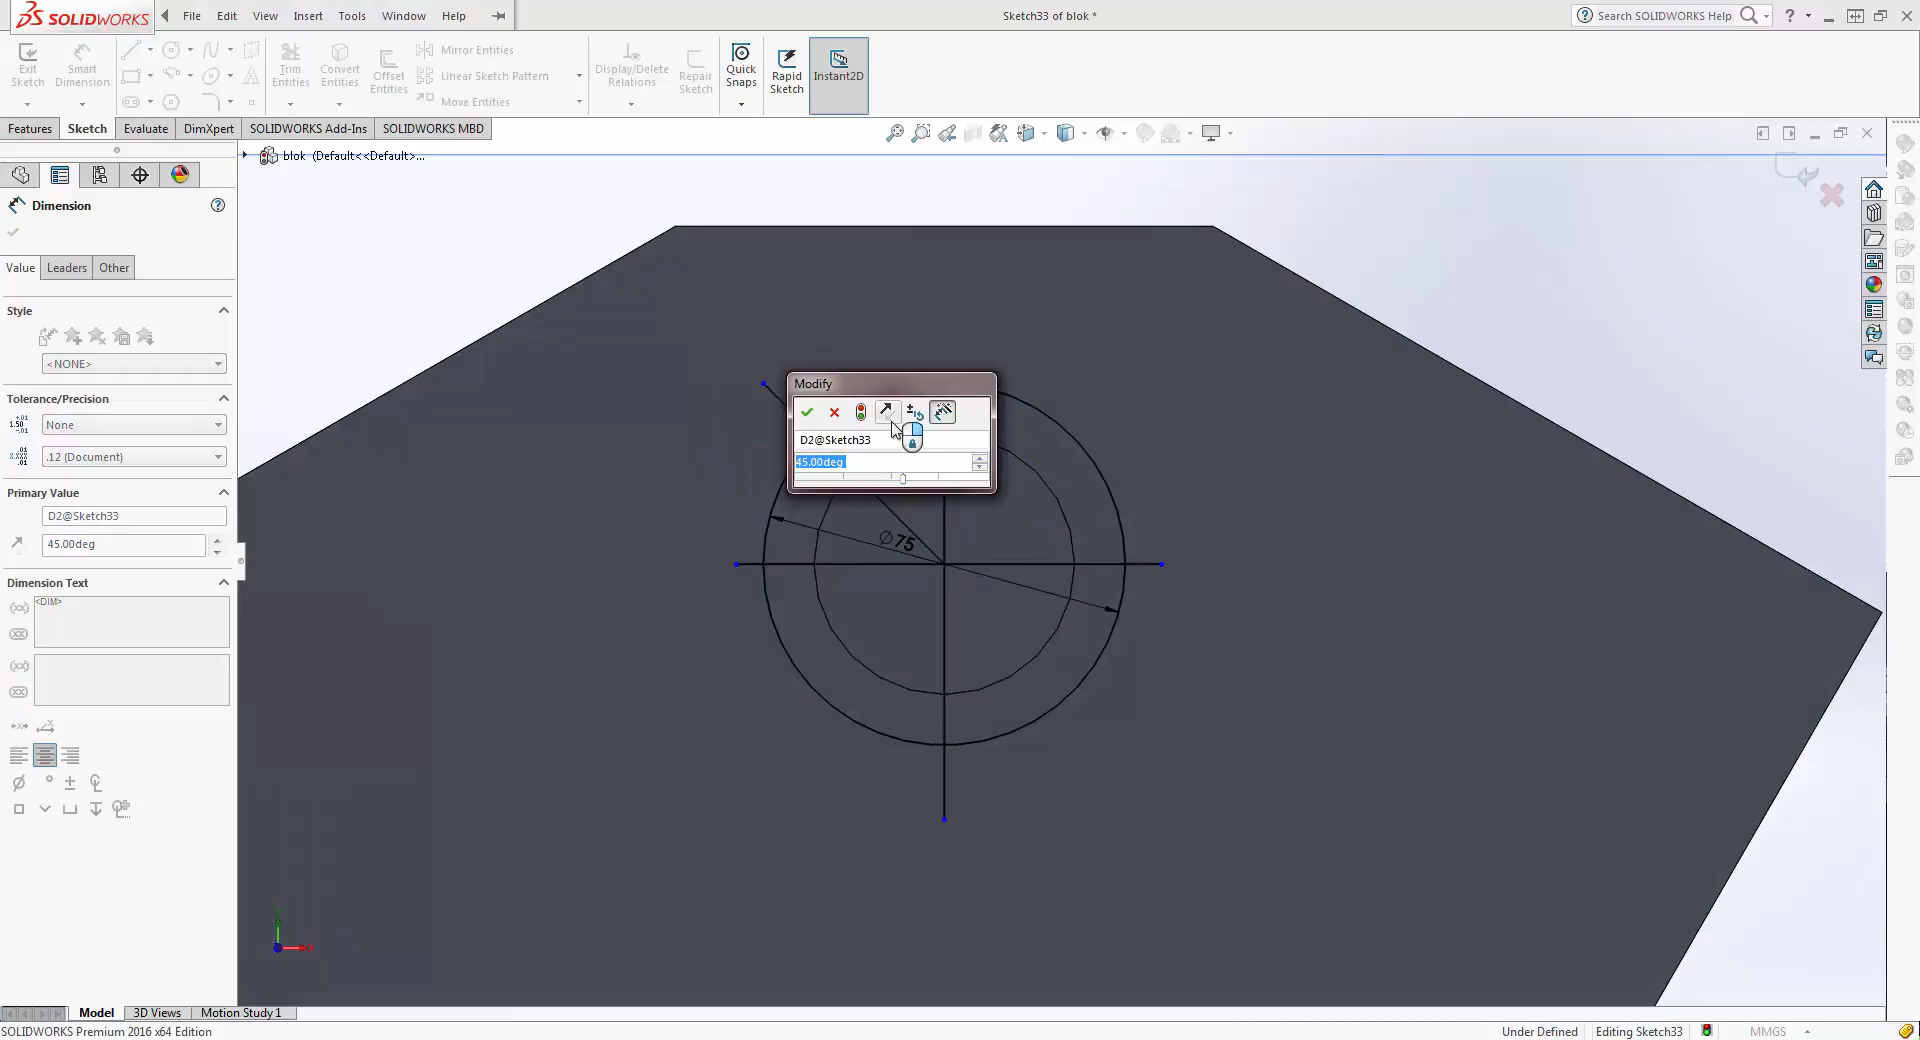 SOLIDWORKS
File Edit View Insert Tools Window Help
Sketch33 of blok *
Search SOLIDWORKS Help
Exit Sketch
Smart Dimension
Trim Entities
Convert Entities
Offset Entities
Mirror Entities
Linear Sketch Pattern
Move Entities
Display/Delete Relations
Repair Sketch
Quick Snaps
Rapid Sketch
Instant2D
Features Sketch Evaluate DimXpert SOLIDWORKS Add-Ins SOLIDWORKS MBD
blok (Default<<Default>...
Dimension
Value Leaders Other
Style
<NONE>
Tolerance/Precision
None
.12 (Document)
Primary Value
D2@Sketch33
45.00deg
Dimension Text
<DIM>
Modify
D2@Sketch33
45.00deg
∅75
Model 3D Views Motion Study 1
SOLIDWORKS Premium 2016 x64 Edition
Under Defined Editing Sketch33 MMGS